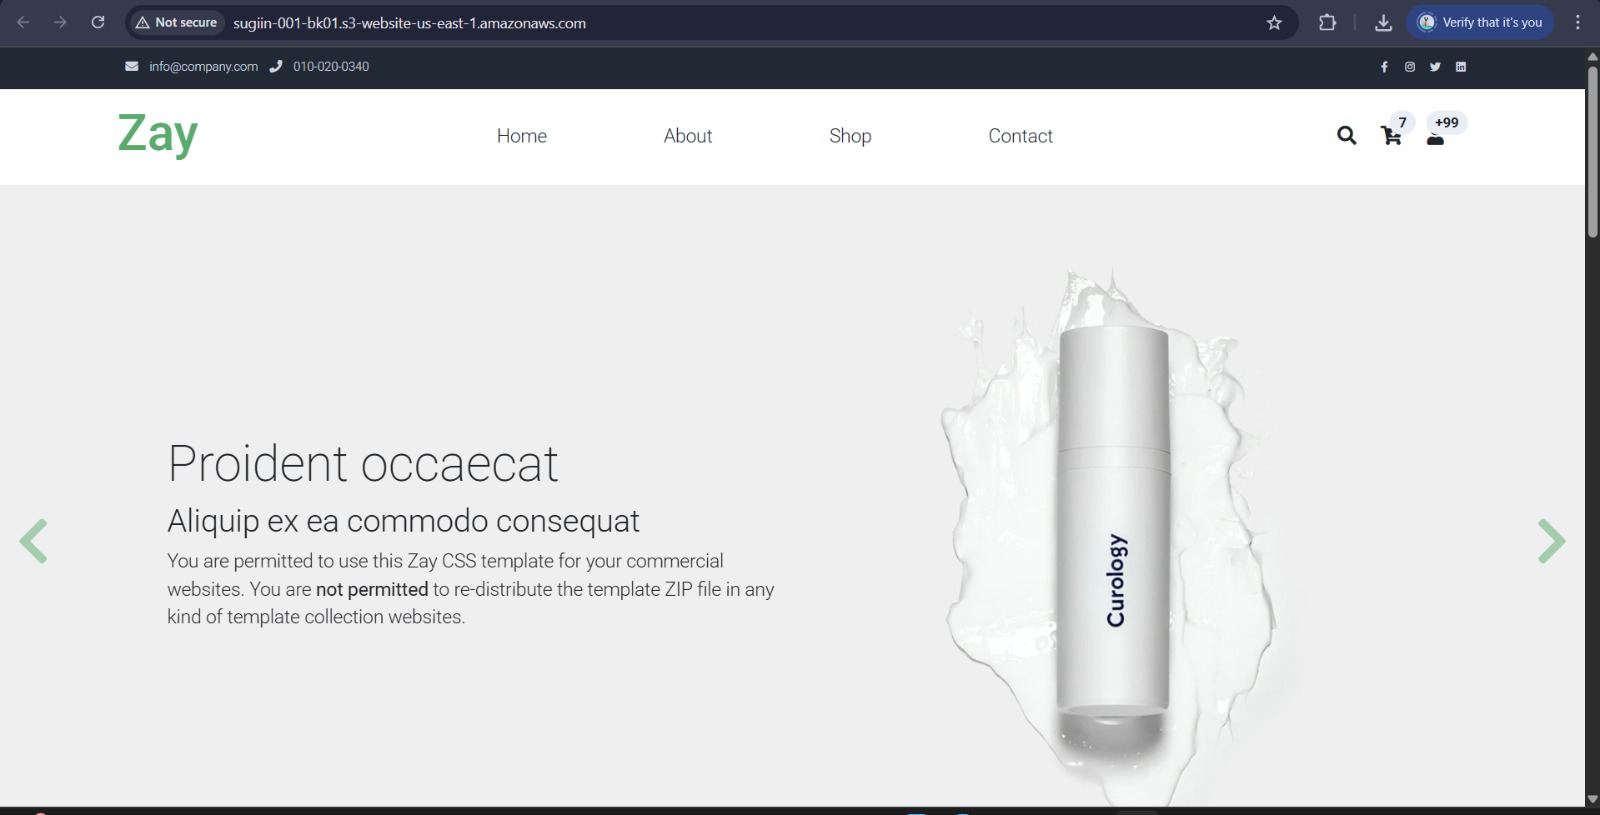 Not secure
sugiin-001-bk01.s3-website-us-east-1.amazonaws.com
Verify that it's you
info@company.com
010-020-0340
Zay
Home
About
Shop
Contact
7
+99
Proident occaecat
Aliquip ex ea commodo consequat
You are permitted to use this Zay CSS template for your commercial
websites. You are not permitted to re-distribute the template ZIP file in any
kind of template collection websites.
Curology